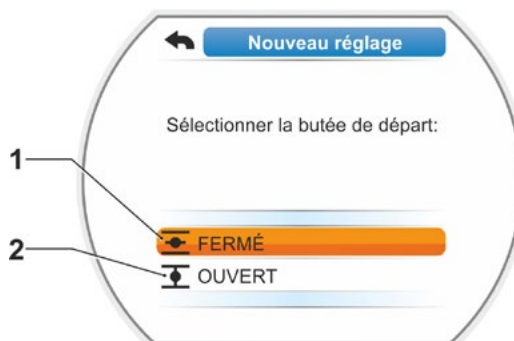 Nouveau réglage
Sélectionner la butée de départ:
1
FERMÉ
2
OUVERT